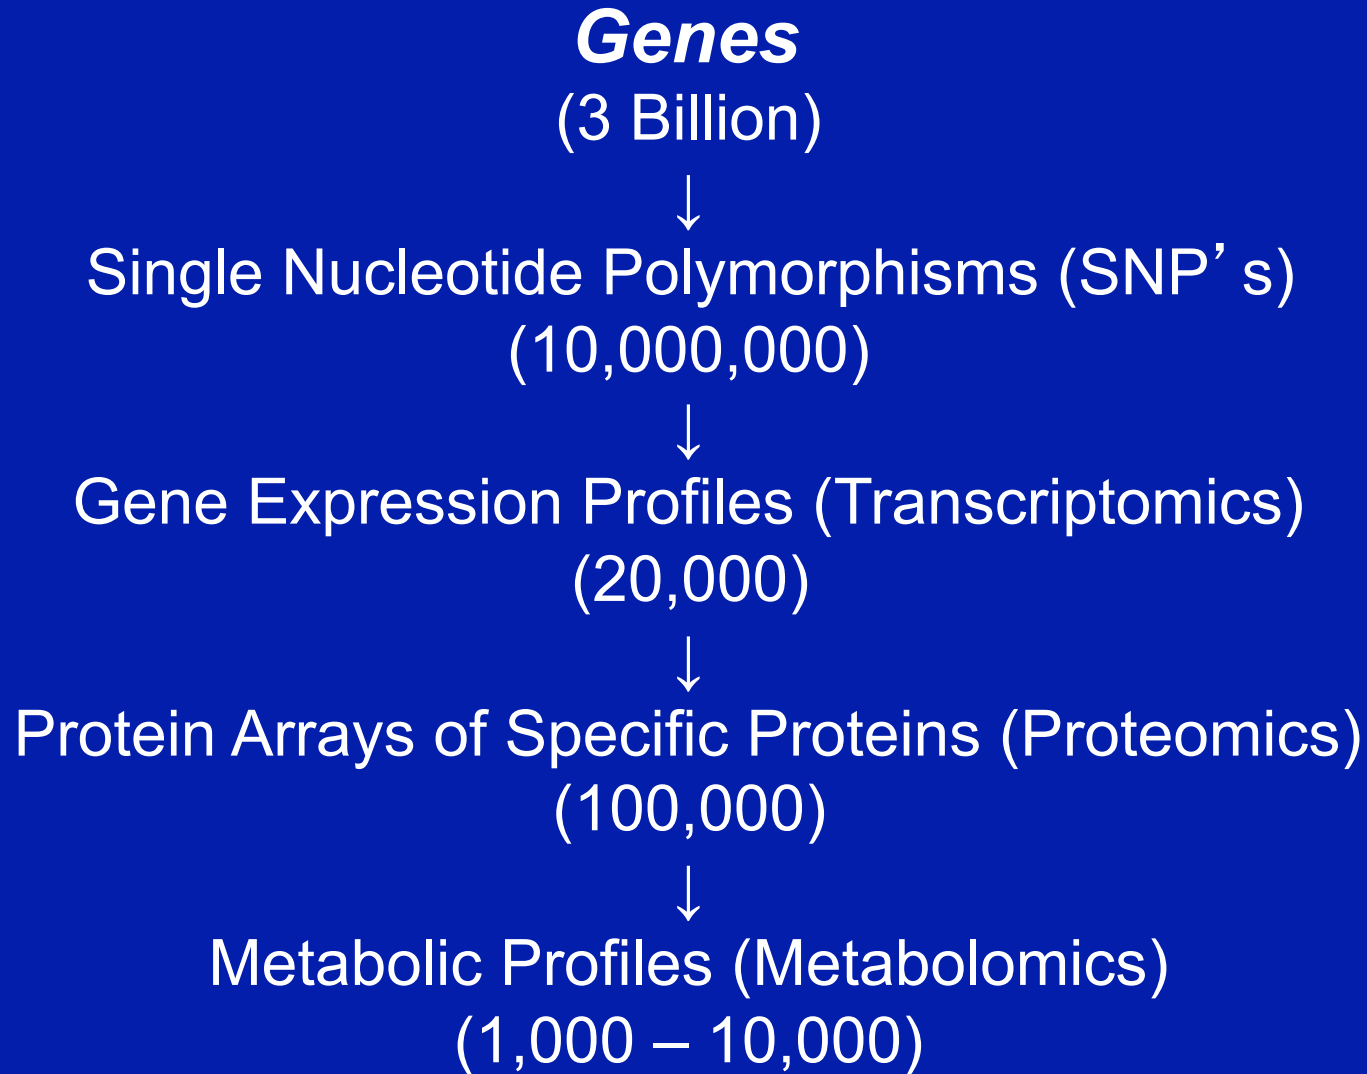 Genes
(3 Billion)
↓
Single Nucleotide Polymorphisms (SNP’s)
(10,000,000)
↓
Gene Expression Profiles (Transcriptomics)
(20,000)
↓
Protein Arrays of Specific Proteins (Proteomics)
(100,000)
↓
Metabolic Profiles (Metabolomics)
(1,000 – 10,000)